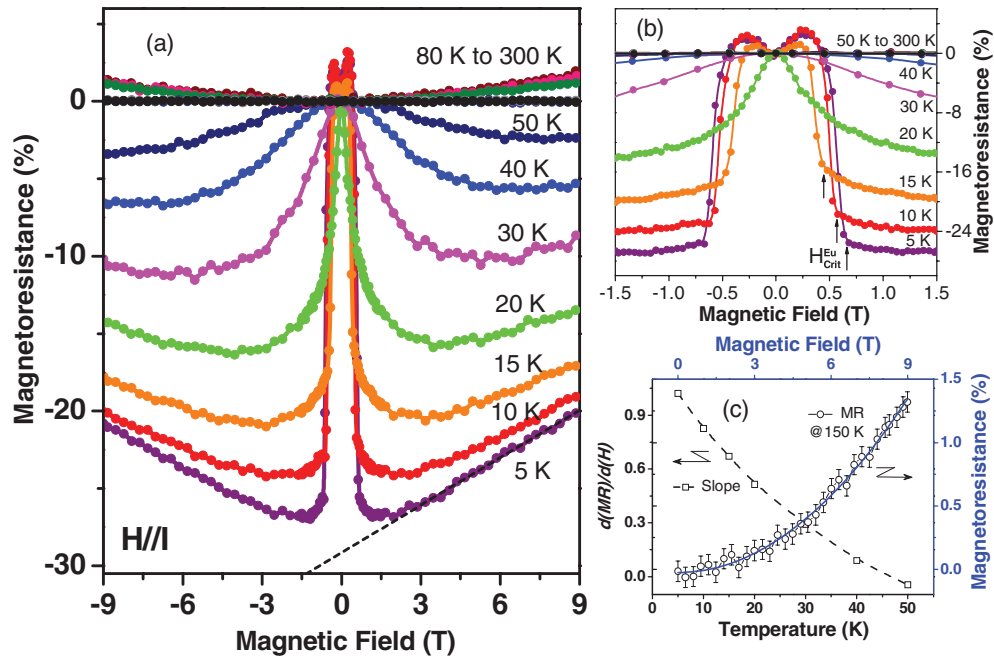 (a)
80 K to 300 K
50 K
40 K
30 K
20 K
15 K
10 K
5 K
H//I
0
-10
-20
-30
-9 -6 -3 0 3 6 9
Magnetoresistance (%)
Magnetic Field (T)
(b)
50 K to 300 K
40 K
30 K
20 K
15 K
10 K
5 K
H Eu Crit
0
-8
-16
-24
Magnetoresistance (%)
-1.5 -1.0 -0.5 0.0 0.5 1.0 1.5
Magnetic Field (T)
Magnetic Field (T)
0 3 6 9
(c)
MR
@150 K
Slope
0.9
0.6
0.3
0.0
d(MR)/d(H)
1.5
1.0
0.5
0.0
Magnetoresistance (%)
0 10 20 30 40 50
Temperature (K)